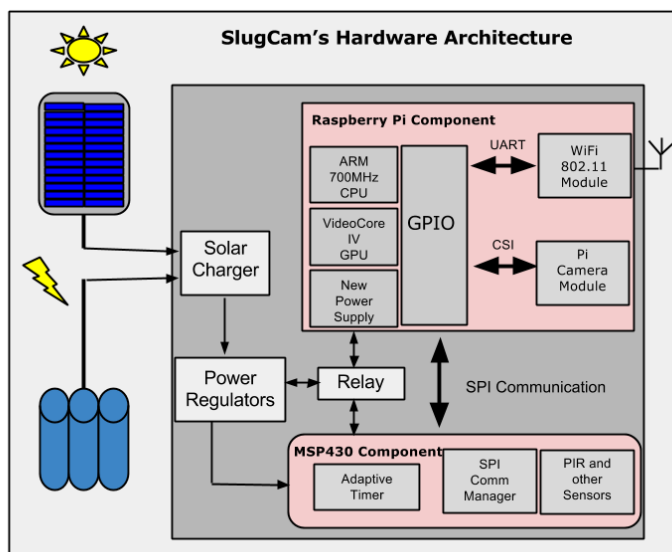 SlugCam's Hardware Architecture
Raspberry Pi Component
ARM
700MHz
CPU
VideoCore
IV
GPU
New
Power
Supply
GPIO
UART
WiFi
802.11
Module
CSI
Pi
Camera
Module
Solar
Charger
Power
Regulators
Relay
SPI Communication
MSP430 Component
Adaptive
Timer
SPI
Comm
Manager
PIR and
other
Sensors